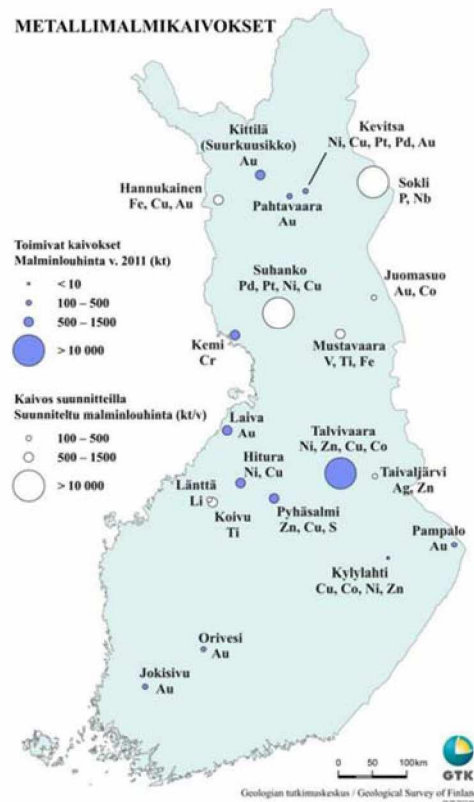 METALLIMALMIKAIVOKSET
Kevitsa
Ni, Cu, Pt, Pd, Au
Kittilä
(Suurkuusikko)
Au
Hannukainen
Fe, Cu, Au
Pahtavaara
Au
Sokli
P, Nb
Toimivat kaivokset
Malminlouhinta v. 2011 (kt)
< 10
100 – 500
500 – 1500
> 10 000
Suhanko
Pd, Pt, Ni, Cu
Juomasuo
Au, Co
Kemi
Cr
Mustavaara
V, Ti, Fe
Kaivos suunnitteilla
Suunniteltu malminlouhinta (kt/v)
100 – 500
500 – 1500
> 10 000
Laiva
Au
Talvivaara
Ni, Zn, Cu, Co
Hitura
Ni, Cu
Taivaljärvi
Ag, Zn
Länttä
Li
Koivu
Ti
Pyhäsalmi
Zn, Cu, S
Pampalo
Au
Kylylahti
Cu, Co, Ni, Zn
Orivesi
Au
Jokisivu
Au
0 50 100km
GTK
Geologian tutkimuskeskus / Geological Survey of Finlan